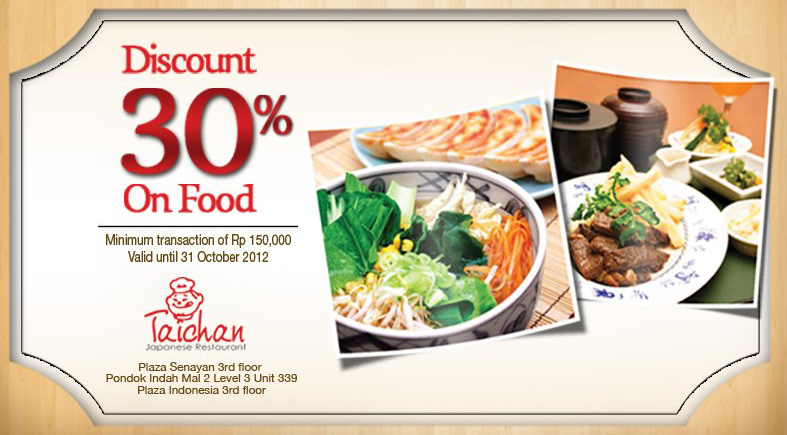 Discount
30%
On Food
Minimum transaction of Rp 150,000
Valid until 31 October 2012
Taichan
Japanese Restaurant
Plaza Senayan 3rd floor
Pondok Indah Mal 2 Level 3 Unit 339
Plaza Indonesia 3rd floor